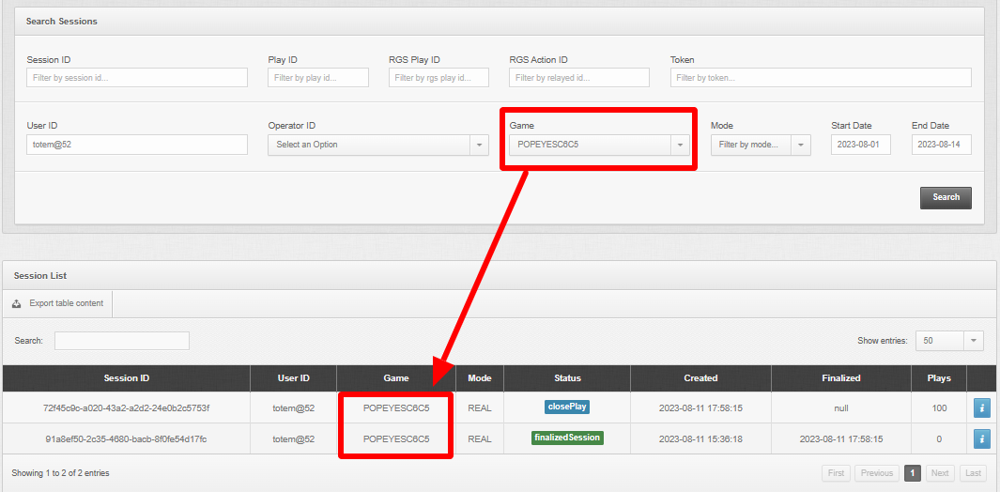 Search Sessions
Session ID Play ID RGS Play ID RGS Action ID Token
Filter by session id... Filter by play id... Filter by rgs play id... Filter by relayed id... Filter by token...
User ID Operator ID Game Mode Start Date End Date
totem@52 Select an Option POPEYESC6C5 Filter by mode... 2023-08-01 2023-08-14
Search
Session List
Export table content
Search: Show entries: 50
Session ID User ID Game Mode Status Created Finalized Plays
72f45c9c-a020-43a2-a2d2-24e0b2c5753f totem@52 POPEYESC6C5 REAL closePlay 2023-08-11 17:58:15 null 100 i
91a8ef50-2c35-4680-bacb-8f0fe54d17fc totem@52 POPEYESC6C5 REAL finalizedSession 2023-08-11 15:36:18 2023-08-11 17:58:15 0 i
Showing 1 to 2 of 2 entries First Previous 1 Next Last